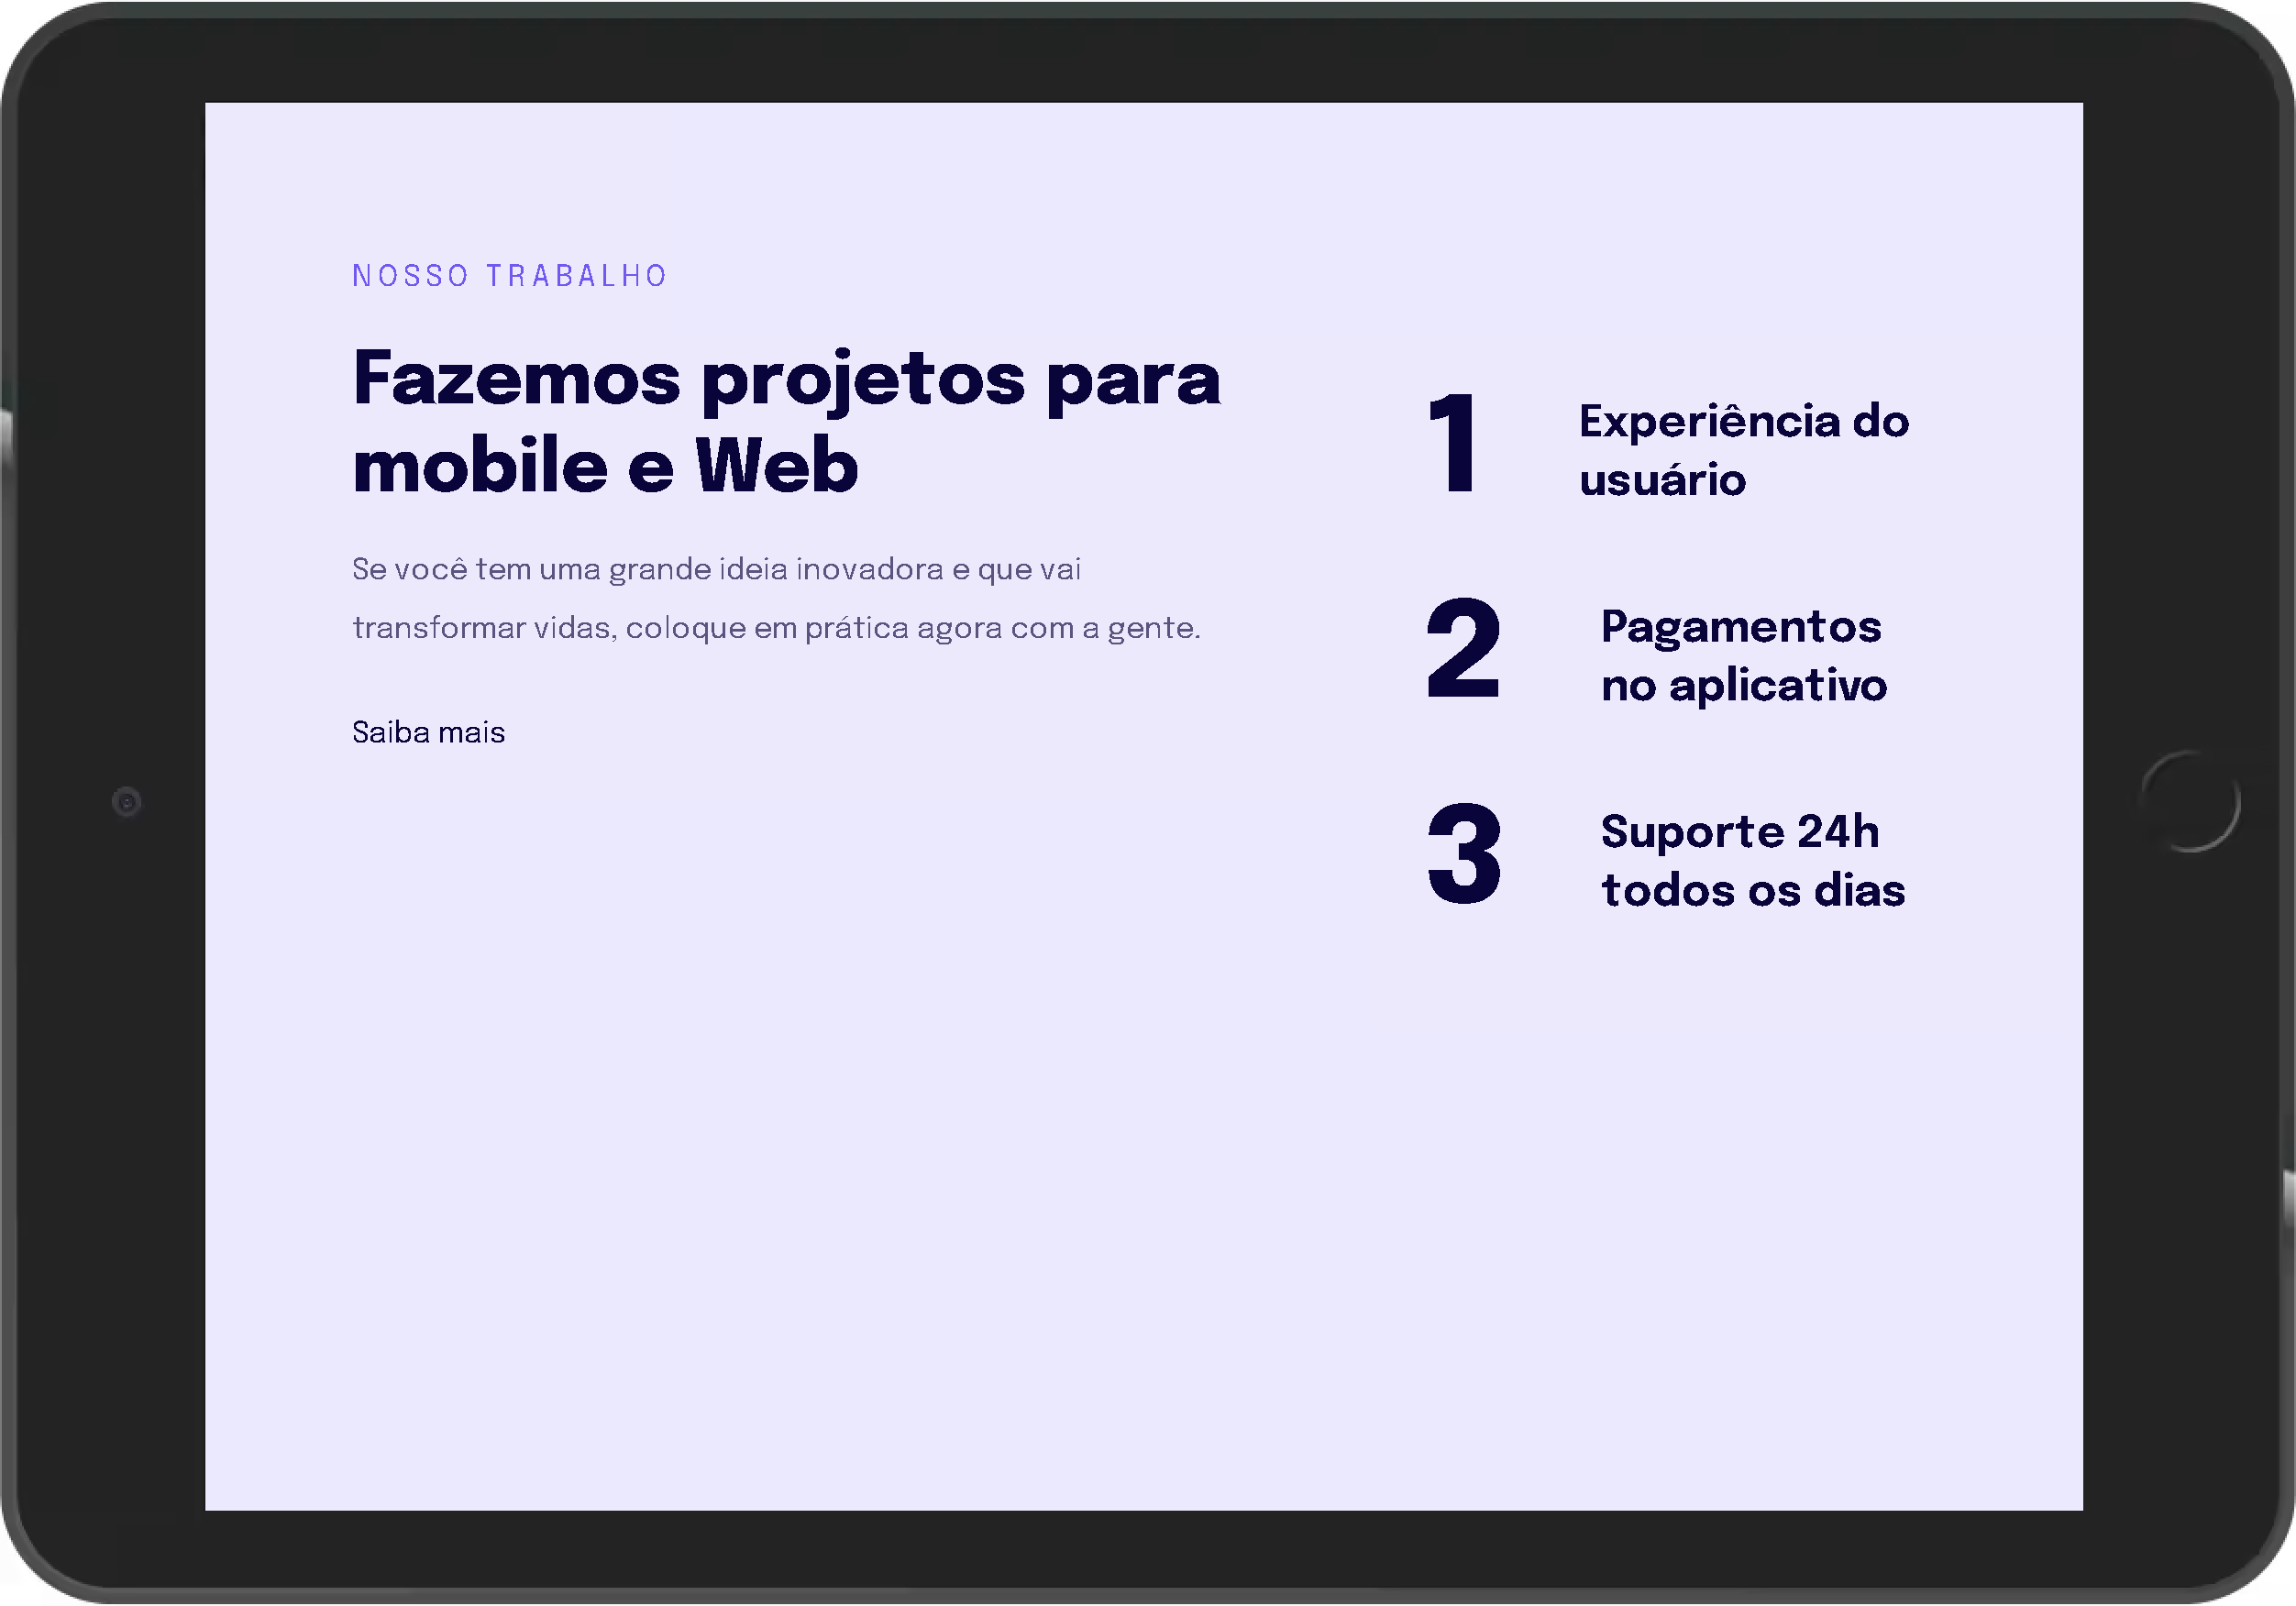 NOSSO TRABALHO
Fazemos projetos para
mobile e Web
Se você tem uma grande ideia inovadora e que vai
transformar vidas, coloque em prática agora com a gente.
Saiba mais
1
Experiência do
usuário
2
Pagamentos
no aplicativo
3
Suporte 24h
todos os dias